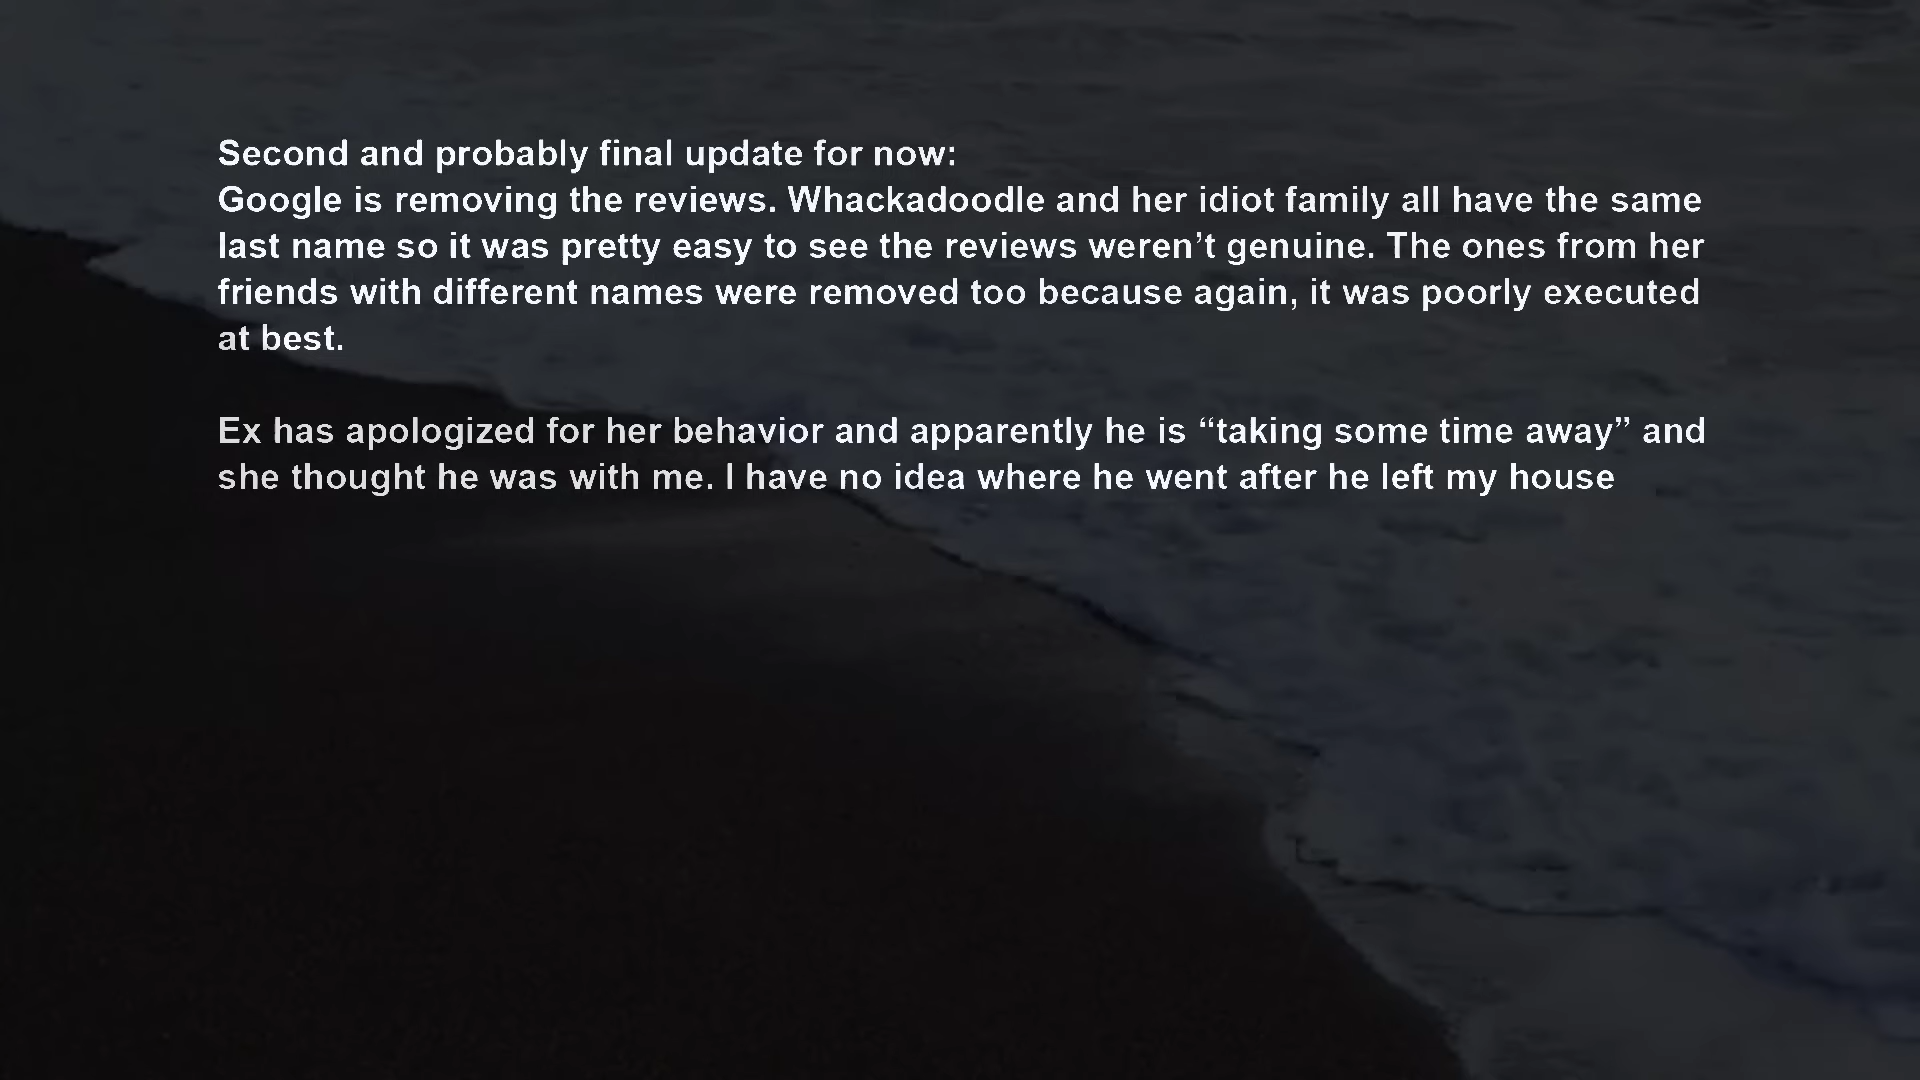 Second and probably final update for now:
Google is removing the reviews. Whackadoodle and her idiot family all have the same
last name so it was pretty easy to see the reviews weren’t genuine. The ones from her
friends with different names were removed too because again, it was poorly executed
at best.
Ex has apologized for her behavior and apparently he is “taking some time away” and
she thought he was with me. I have no idea where he went after he left my house